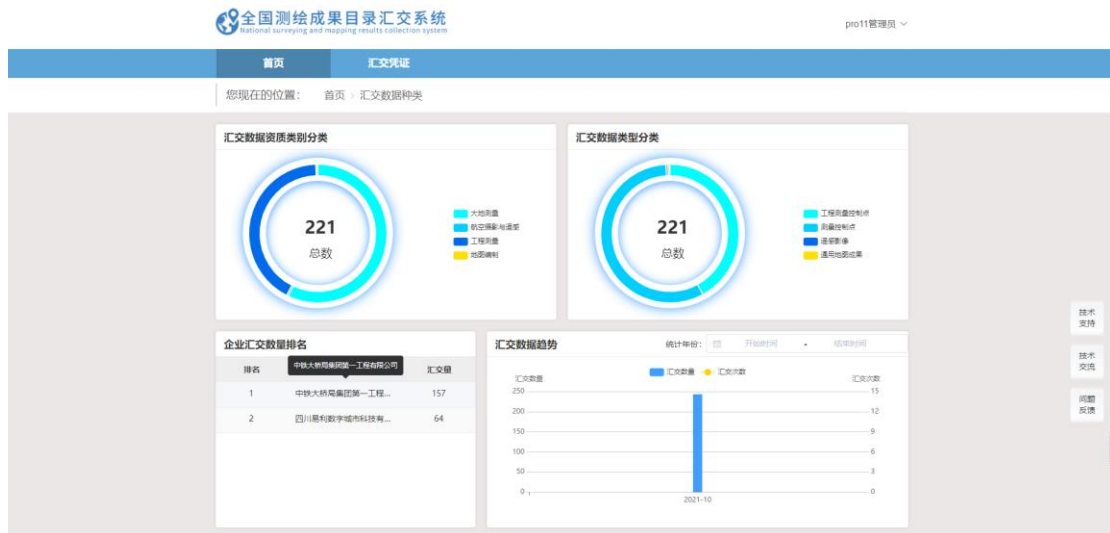 全国测绘成果目录汇交系统
National surveying and mapping results collection system
pro11管理员
首页
汇交凭证
您现在的位置: 首页 > 汇交数据种类
汇交数据资质类别分类
221
总数
大地测量
航空摄影与遥感
工程测量
地图编制
汇交数据类型分类
221
总数
工程测量控制点
测量控制点
遥感影像
通用地图成果
技术
支持
技术
交流
问题
反馈
企业汇交数量排名
中铁大桥局集团第一工程有限公司
排名 汇交量
1 中铁大桥局集团第一工程... 157
2 四川易利数字城市科技有... 64
汇交数据趋势
统计年份: 开始时间 - 结束时间
汇交数量 汇交次数
汇交数量 汇交次数
250 15
200 12
150 9
100 6
50 3
0 0
2021-10